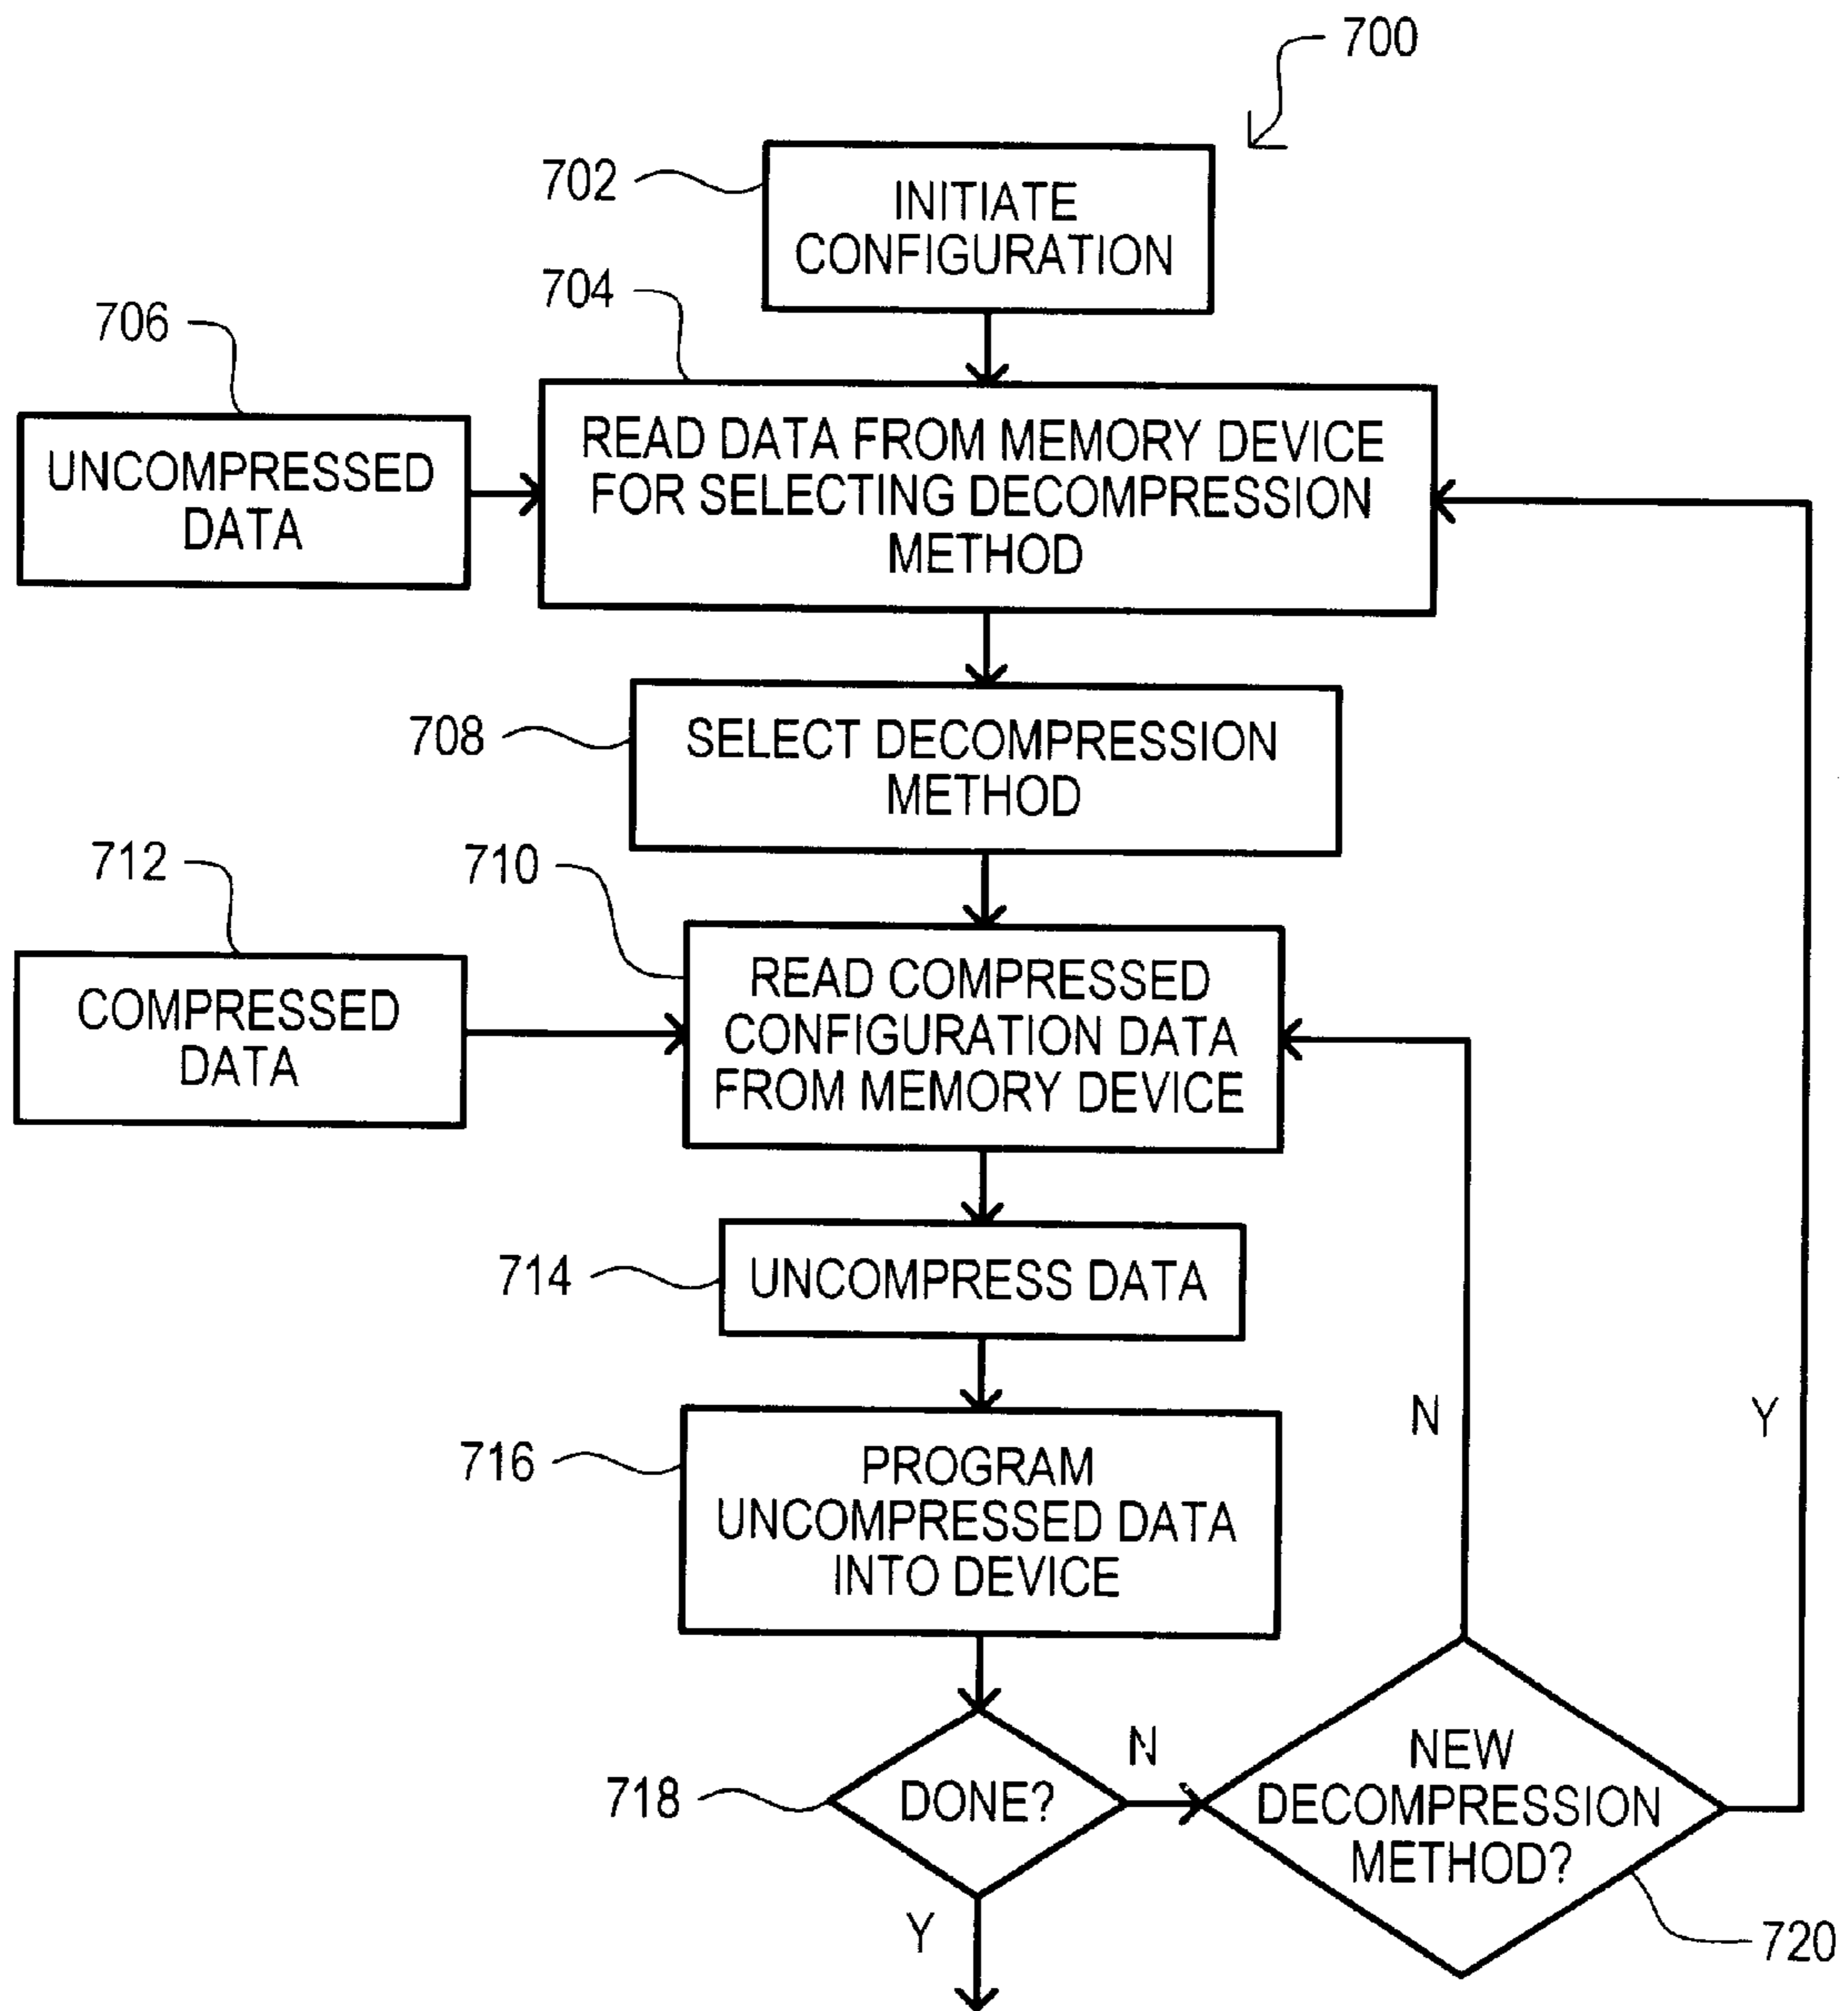 700
702
INITIATE
CONFIGURATION
704
706
UNCOMPRESSED
DATA
READ DATA FROM MEMORY DEVICE
FOR SELECTING DECOMPRESSION
METHOD
708
SELECT DECOMPRESSION
METHOD
710
712
COMPRESSED
DATA
READ COMPRESSED
CONFIGURATION DATA
FROM MEMORY DEVICE
714
UNCOMPRESS DATA
716
PROGRAM
UNCOMPRESSED DATA
INTO DEVICE
N
Y
718
DONE?
N
NEW
DECOMPRESSION
METHOD?
Y
720